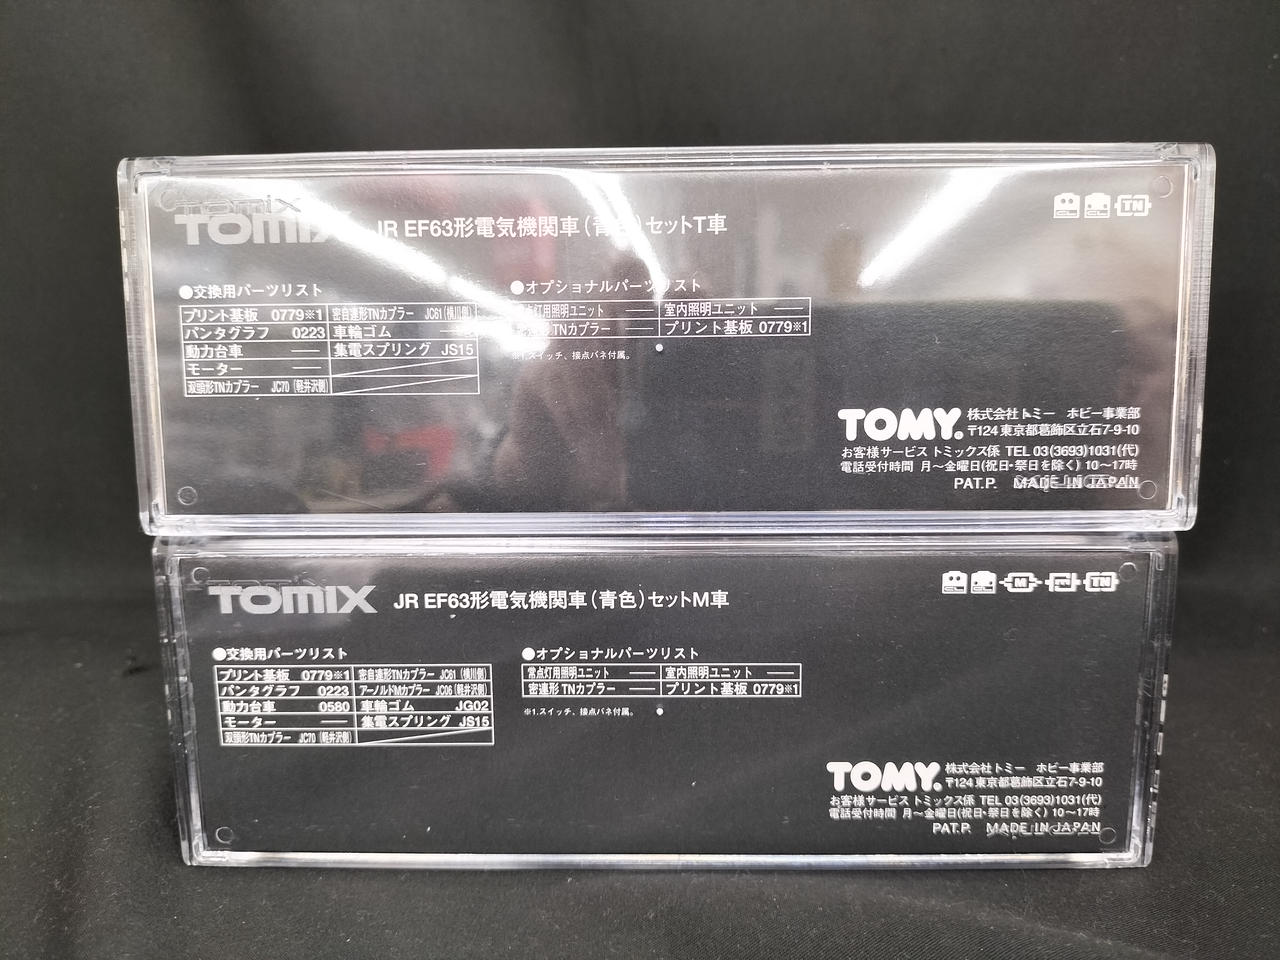 TOMIX JR EF63形電気機関車(青色)セットT車
CL CL TN
●交換用パーツリスト
プリント基板 0779※1 密自連形TNカプラー JC61(横川側)
パンタグラフ 0223 車輪ゴム ――
動力台車 ―― 集電スプリング JS15
モーター ――
双頭形TNカプラー JC70(軽井沢側)
●オプショナルパーツリスト
常点灯用照明ユニット ―― 室内照明ユニット ――
密連形TNカプラー ―― プリント基板 0779※1
※1.スイッチ、接点バネ付属。
TOMY. 株式会社トミー ホビー事業部
〒124 東京都葛飾区立石7-9-10
お客様サービス トミックス係 TEL 03(3693)1031(代)
電話受付時間 月～金曜日(祝日・祭日を除く) 10～17時
PAT.P. MADE IN JAPAN
TOMIX JR EF63形電気機関車(青色)セットM車
CL CL M TN
●交換用パーツリスト
プリント基板 0779※1 密自連形TNカプラー JC61(横川側)
パンタグラフ 0223 アーノルドMカプラー JC06(軽井沢側)
動力台車 0580 車輪ゴム JG02
モーター ―― 集電スプリング JS15
双頭形TNカプラー JC70(軽井沢側)
●オプショナルパーツリスト
常点灯用照明ユニット ―― 室内照明ユニット ――
密連形TNカプラー ―― プリント基板 0779※1
※1.スイッチ、接点バネ付属。
TOMY. 株式会社トミー ホビー事業部
〒124 東京都葛飾区立石7-9-10
お客様サービス トミックス係 TEL 03(3693)1031(代)
電話受付時間 月～金曜日(祝日・祭日を除く) 10～17時
PAT.P. MADE IN JAPAN